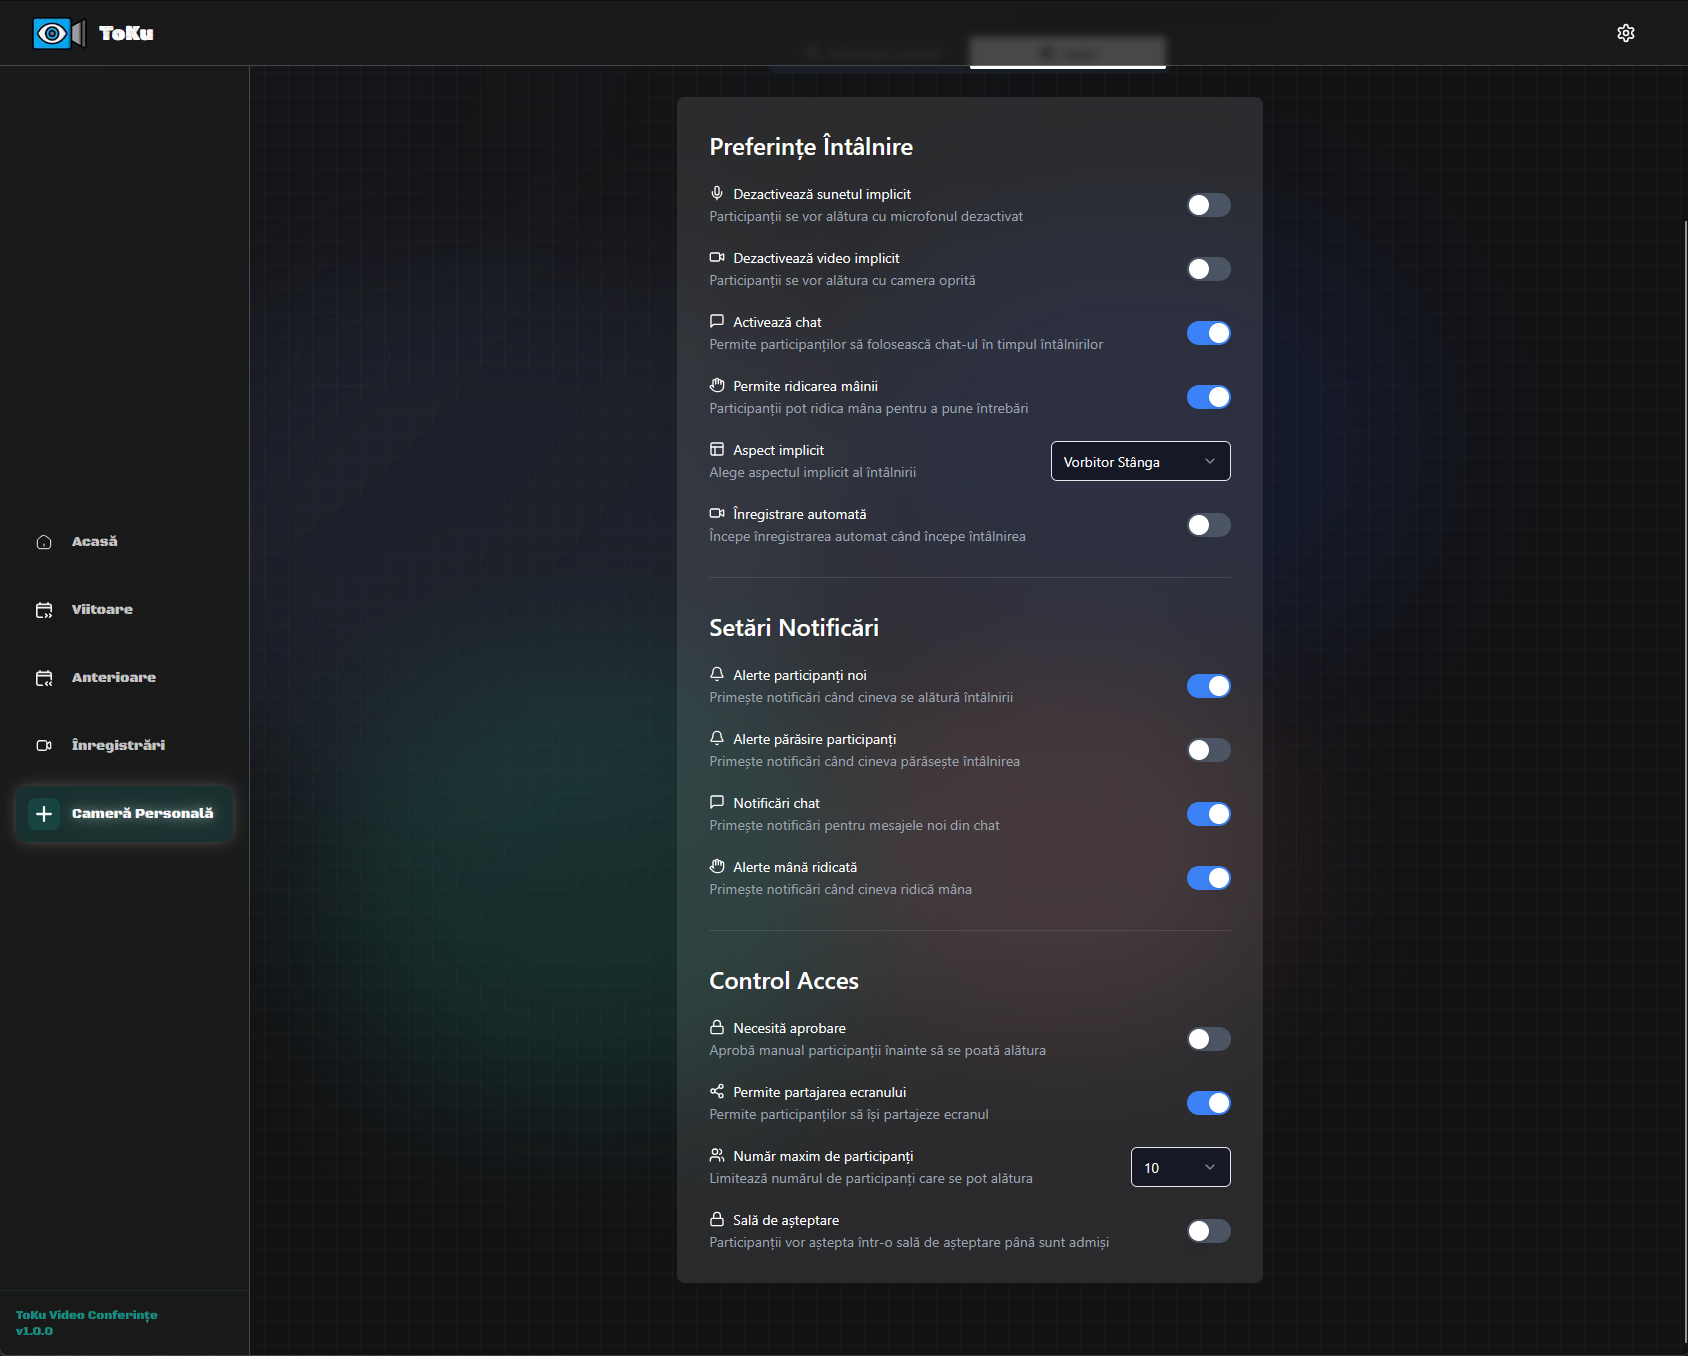 ToKu
Preferințe Întâlnire
Dezactivează sunetul implicit
Participanții se vor alătura cu microfonul dezactivat
Dezactivează video implicit
Participanții se vor alătura cu camera oprită
Activează chat
Permite participanților să folosească chat-ul în timpul întâlnirilor
Permite ridicarea mâinii
Participanții pot ridica mâna pentru a pune întrebări
Aspect implicit
Alege aspectul implicit al întâlnirii
Vorbitor Stânga
Înregistrare automată
Începe înregistrarea automat când începe întâlnirea
Setări Notificări
Alerte participanți noi
Primește notificări când cineva se alătură întâlnirii
Alerte părăsire participanți
Primește notificări când cineva părăsește întâlnirea
Notificări chat
Primește notificări pentru mesajele noi din chat
Alerte mână ridicată
Primește notificări când cineva ridică mâna
Control Acces
Necesită aprobare
Aprobă manual participanții înainte să se poată alătura
Permite partajarea ecranului
Permite participanților să își partajeze ecranul
Număr maxim de participanți
Limitează numărul de participanți care se pot alătura
10
Sală de așteptare
Participanții vor aștepta într-o sală de așteptare până sunt admiși
Acasă
Viitoare
Anterioare
Înregistrări
Cameră Personală
ToKu Video Conferințe
v1.0.0